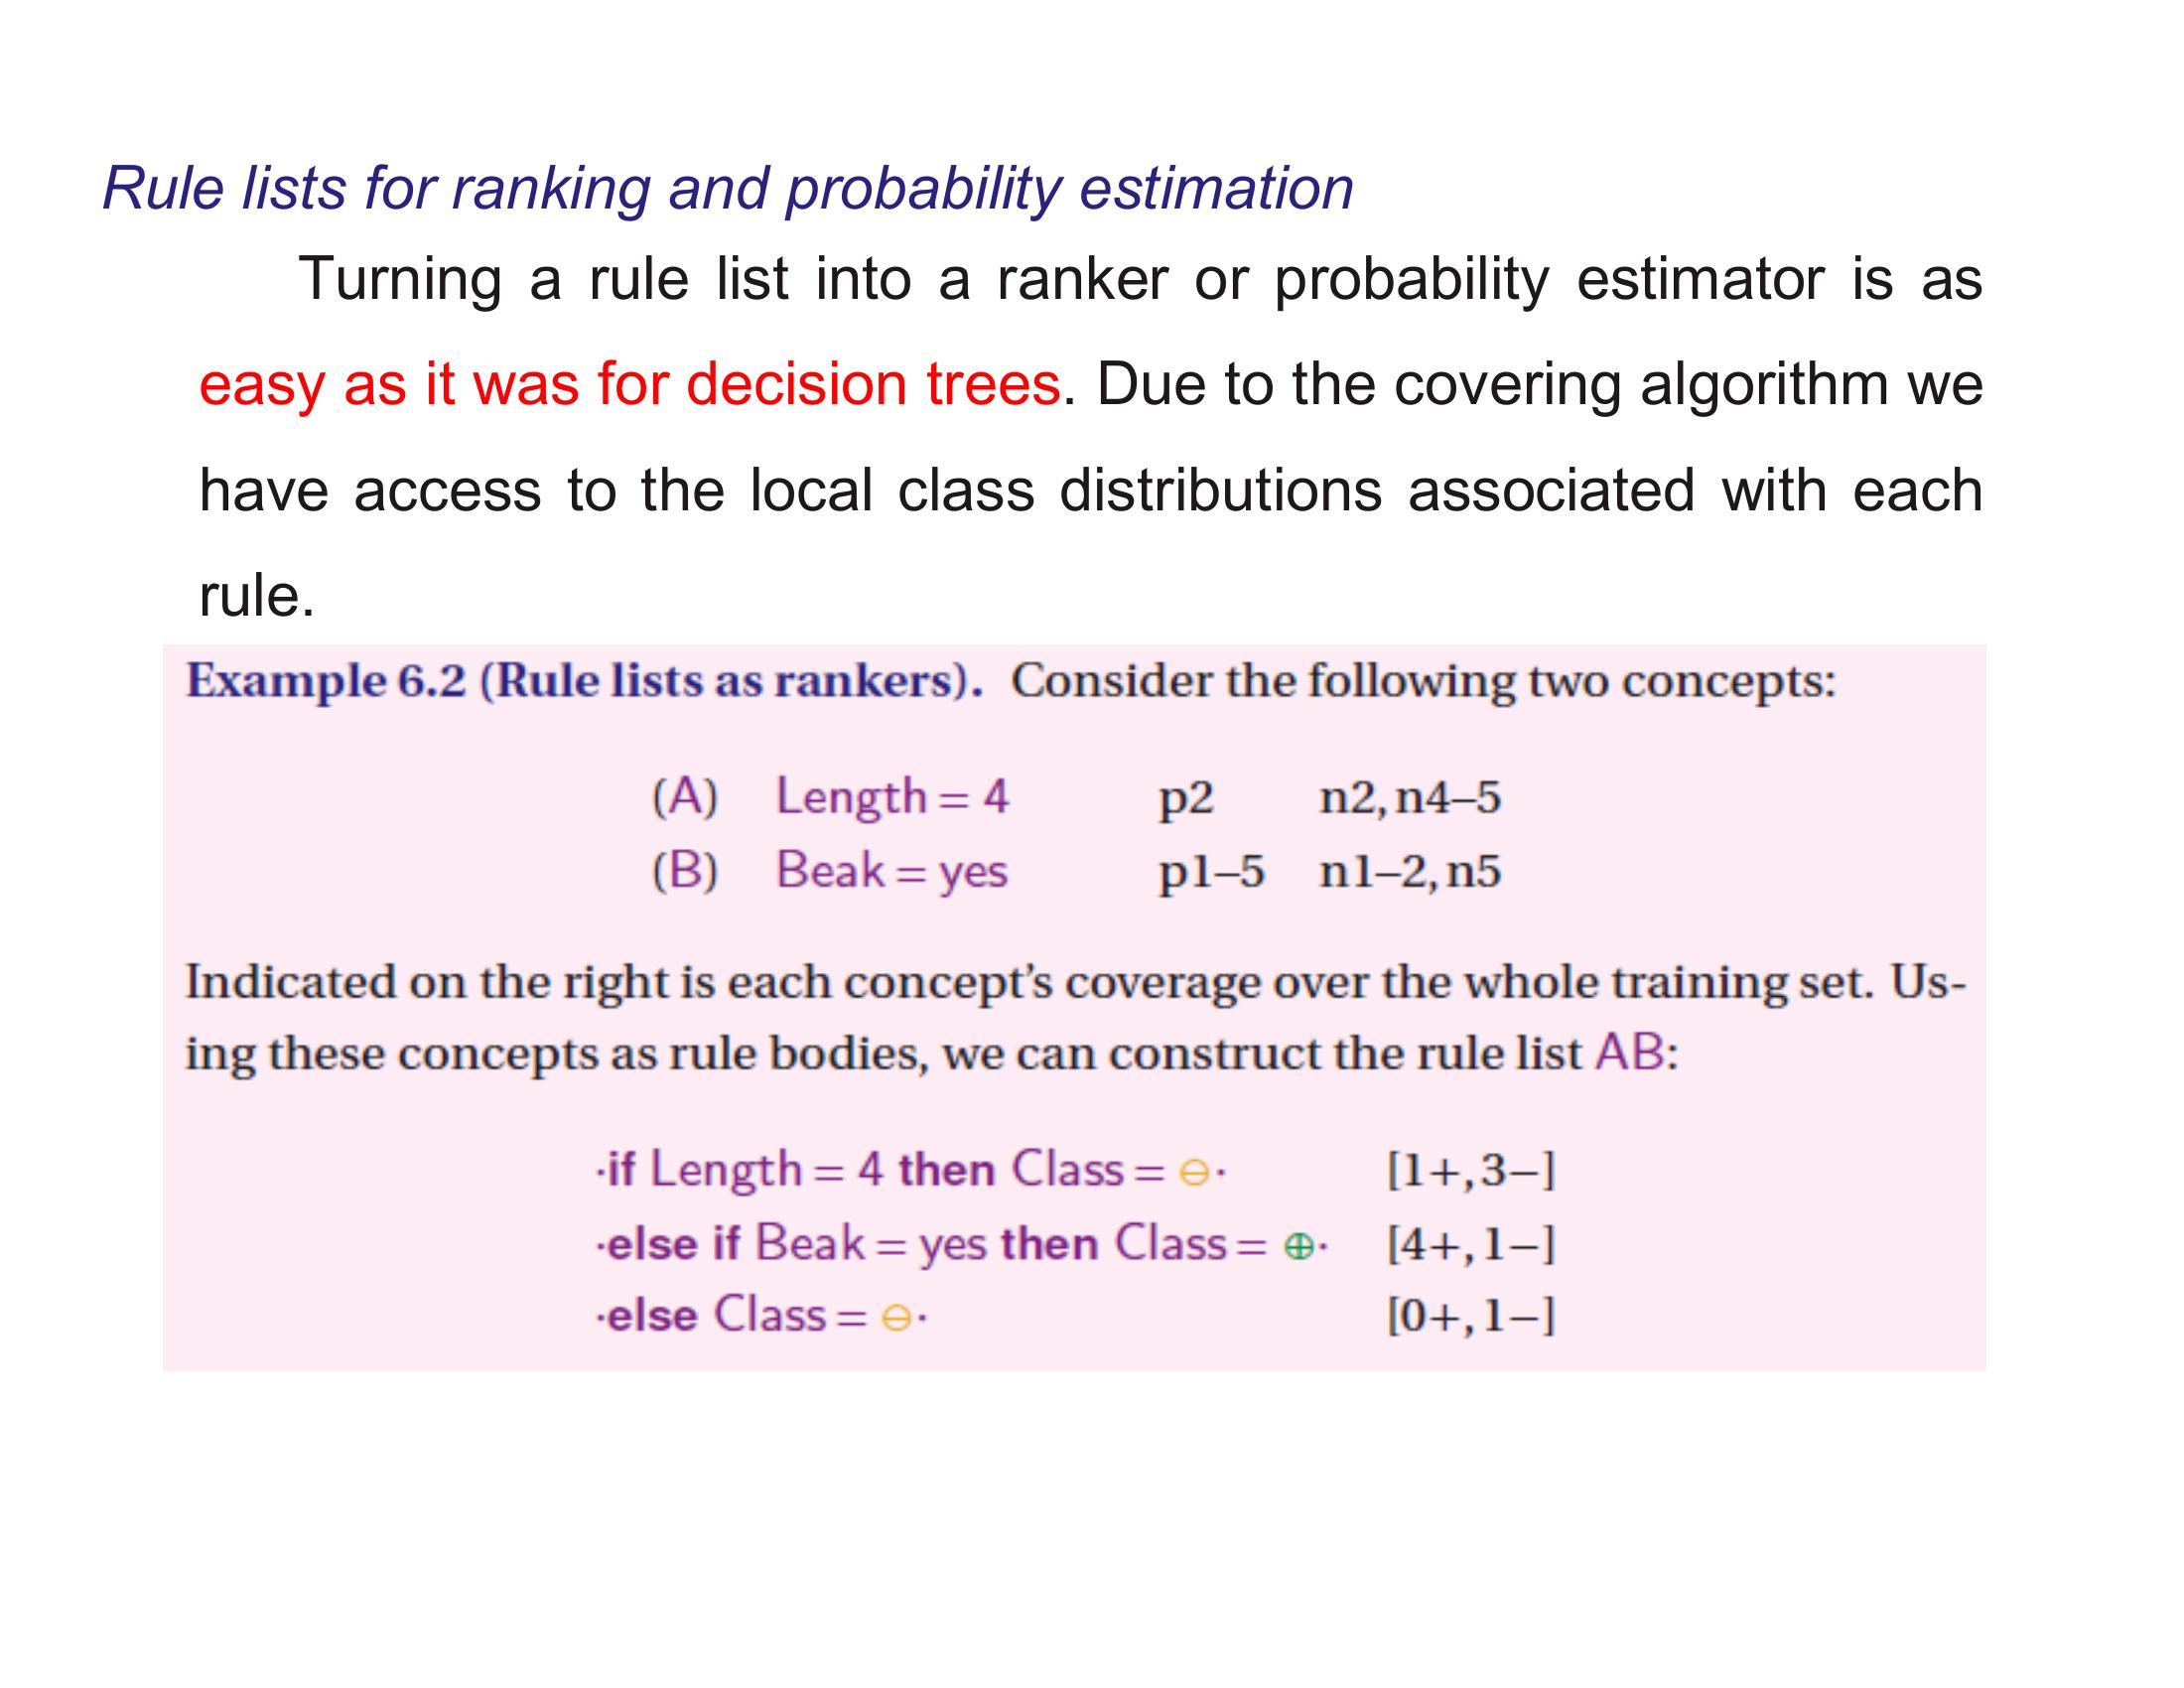 Rule lists for ranking and probability estimation
Turning a rule list into a ranker or probability estimator is as
easy as it was for decision trees. Due to the covering algorithm we
have access to the local class distributions associated with each
rule.
Example 6.2 (Rule lists as rankers). Consider the following two concepts:
(A) Length = 4 p2 n2, n4–5
(B) Beak = yes p1–5 n1–2, n5
Indicated on the right is each concept’s coverage over the whole training set. Us-
ing these concepts as rule bodies, we can construct the rule list AB:
·if Length = 4 then Class = ⊖· [1+, 3−]
·else if Beak = yes then Class = ⊕· [4+, 1−]
·else Class = ⊖· [0+, 1−]